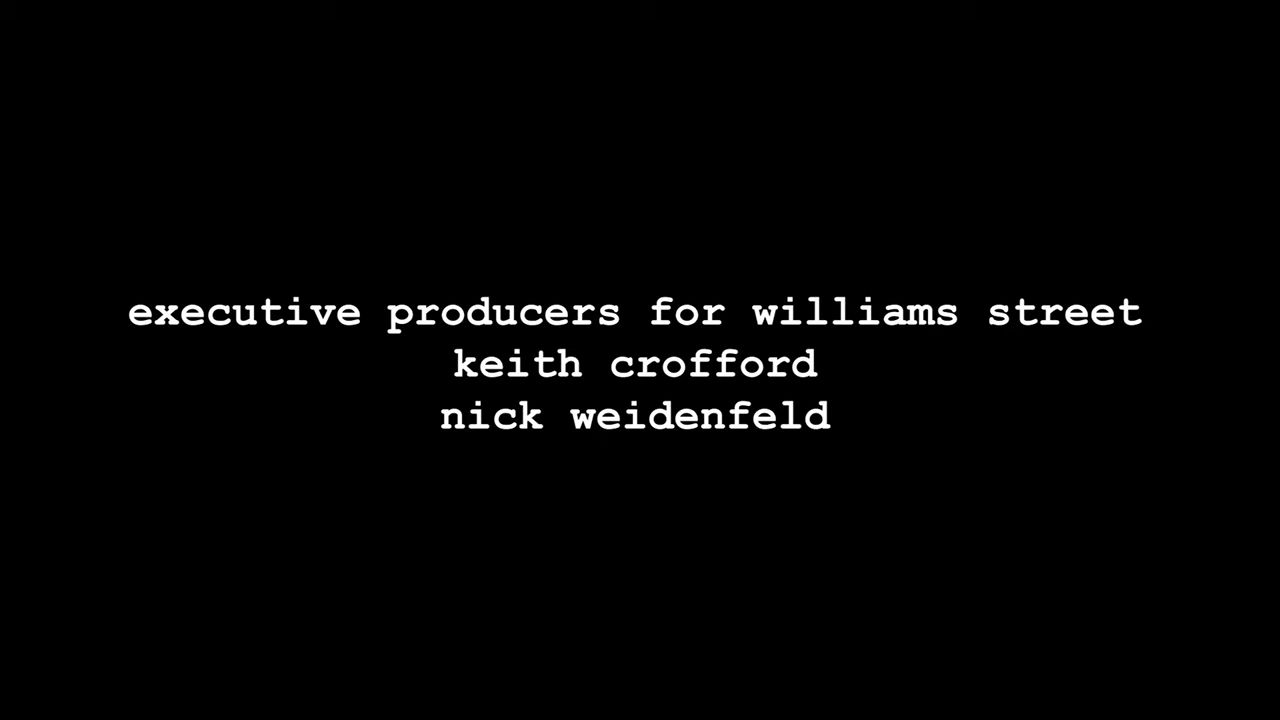 executive producers for williams street
keith crofford
nick weidenfeld